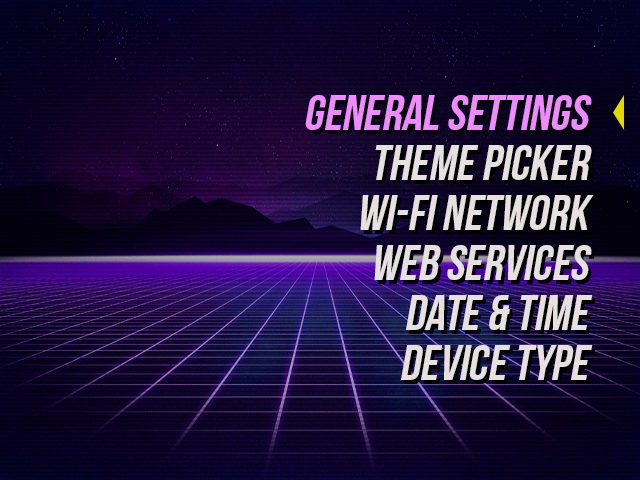 GENERAL SETTINGS
THEME PICKER
WI-FI NETWORK
WEB SERVICES
DATE & TIME
DEVICE TYPE